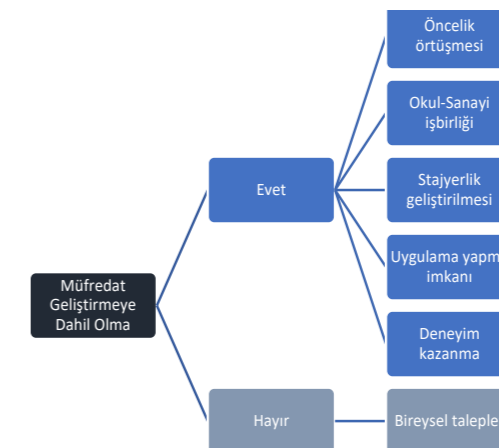 Öncelik
örtüşmesi
Okul-Sanayi
işbirliği
Evet
Stajyerlik
geliştirilmesi
Uygulama yapm
imkanı
Müfredat
Geliştirmeye
Dahil Olma
Deneyim
kazanma
Hayır
Bireysel taleple